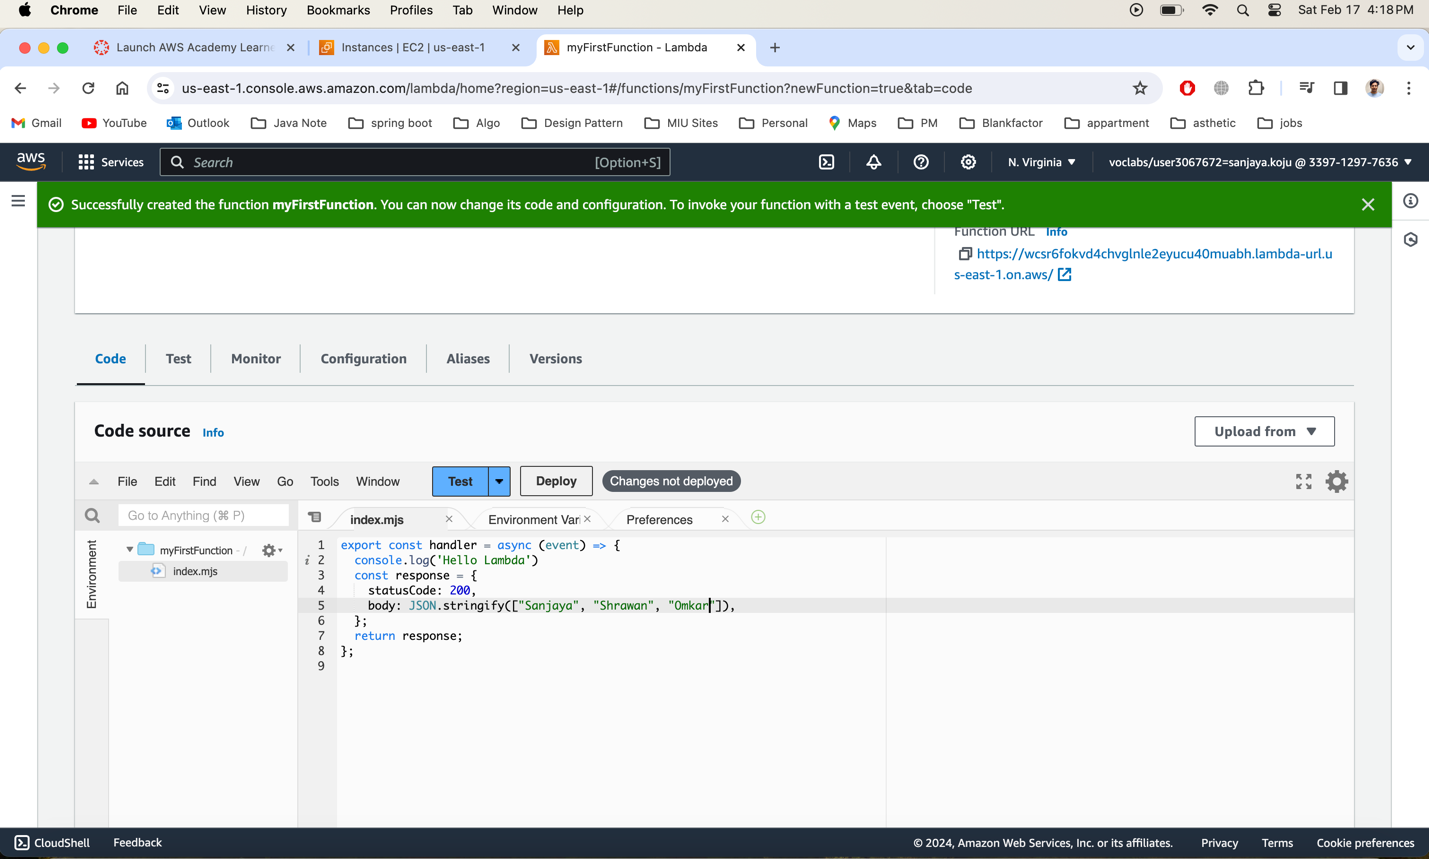 Chrome File Edit View History Bookmarks Profiles Tab Window Help Sat Feb 17 4:18 PM
Launch AWS Academy Learne Instances | EC2 | us-east-1 myFirstFunction - Lambda
us-east-1.console.aws.amazon.com/lambda/home?region=us-east-1#/functions/myFirstFunction?newFunction=true&tab=code
Gmail YouTube Outlook Java Note spring boot Algo Design Pattern MIU Sites Personal Maps PM Blankfactor appartment asthetic jobs
aws Services Search [Option+S] N. Virginia voclabs/user3067672=sanjaya.koju @ 3397-1297-7636
Successfully created the function myFirstFunction. You can now change its code and configuration. To invoke your function with a test event, choose "Test".
Function URL Info
https://wcsr6fokvd4chvglnle2eyucu40muabh.lambda-url.u
s-east-1.on.aws/
Code Test Monitor Configuration Aliases Versions
Code source Info Upload from
File Edit Find View Go Tools Window Test Deploy Changes not deployed
Go to Anything (⌘ P) index.mjs Environment Var Preferences
Environment
myFirstFunction - /
index.mjs
1 export const handler = async (event) => {
i 2 console.log('Hello Lambda')
3 const response = {
4 statusCode: 200,
5 body: JSON.stringify(["Sanjaya", "Shrawan", "Omkar"]),
6 };
7 return response;
8 };
9
CloudShell Feedback © 2024, Amazon Web Services, Inc. or its affiliates. Privacy Terms Cookie preferences